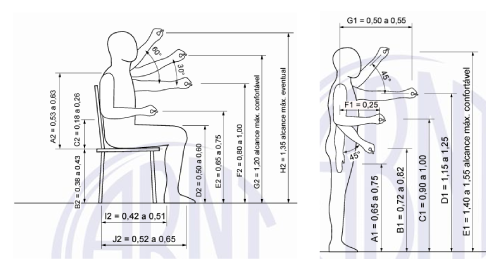 G1 = 0,50 a 0,55
60°
30°
A2 = 0,53 a 0,63
C2 = 0,18 a 0,26
B2 = 0,38 a 0,43
D2 = 0,50 a 0,60
E2 = 0,65 a 0,75
F2 = 0,80 a 1,00
G2 = 1,20 alcance máx. confortável
H2 = 1,35 alcance máx. eventual
I2 = 0,42 a 0,51
J2 = 0,52 a 0,65
45°
F1 = 0,25
45°
A1 = 0,65 a 0,75
B1 = 0,72 a 0,82
C1 = 0,90 a 1,00
D1 = 1,15 a 1,25
E1 = 1,40 a 1,55 alcance máx. confortável
ABNT